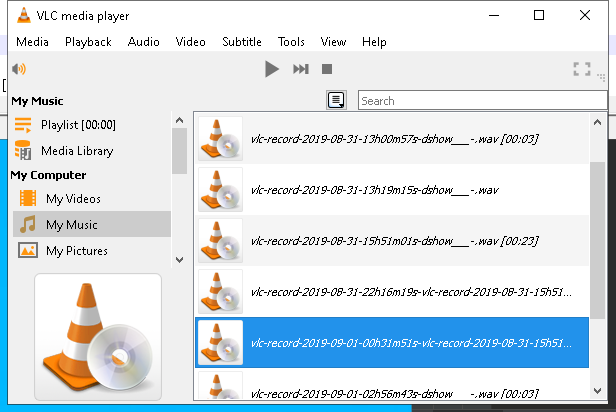 VLC media player
Media Playback Audio Video Subtitle Tools View Help
Search
My Music
Playlist [00:00]
Media Library
My Computer
My Videos
My Music
My Pictures
vlc-record-2019-08-31-13h00m57s-dshow___-.wav [00:03]
vlc-record-2019-08-31-13h19m15s-dshow___-.wav
vlc-record-2019-08-31-15h51m01s-dshow___-.wav [00:23]
vlc-record-2019-08-31-22h16m19s-vlc-record-2019-08-31-15h51...
vlc-record-2019-09-01-00h31m51s-vlc-record-2019-08-31-15h51...
vlc-record-2019-09-01-02h56m43s-dshow___-.wav [00:03]